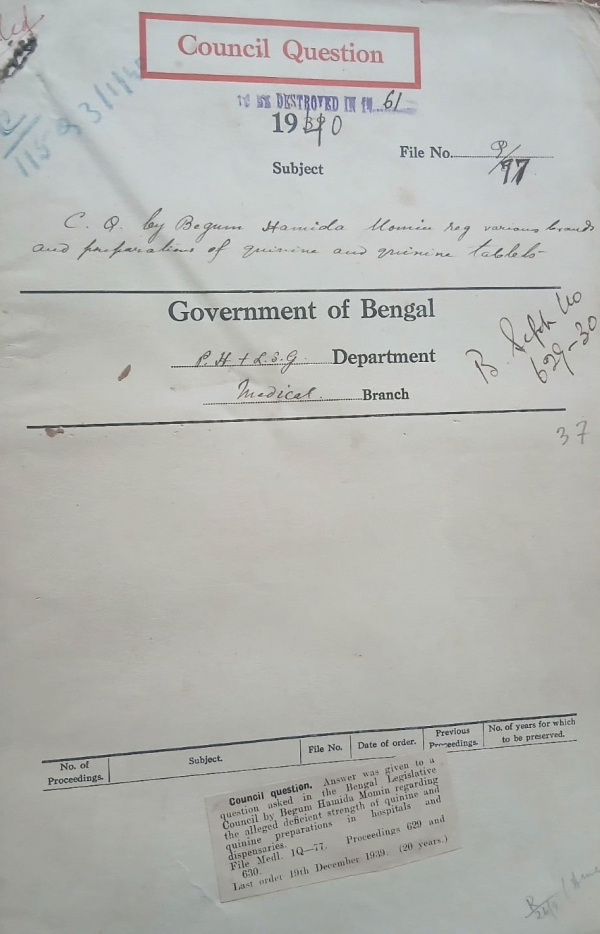 Council Question
TO BE DESTROYED IN 19...61
1940
File No. Q/77
Subject
C. Q. by Begum Hamida Momin reg various brands
and preparations of quinine and quinine tablets
Government of Bengal
P. H + L. S. G. Department
Medical Branch
B. Sept 40
629-30
37
No. of Proceedings. Subject. File No. Date of order. Previous Proceedings. No. of years for which to be preserved.
Council question. Answer was given to a
question asked in the Bengal Legislative
Council by Begum Hamida Momin regarding
the alleged deficient strength of quinine and
quinine preparations in hospitals and
dispensaries.
File Medl. 1Q—77. Proceedings 629 and
630.
Last order 19th December 1939. (20 years.)